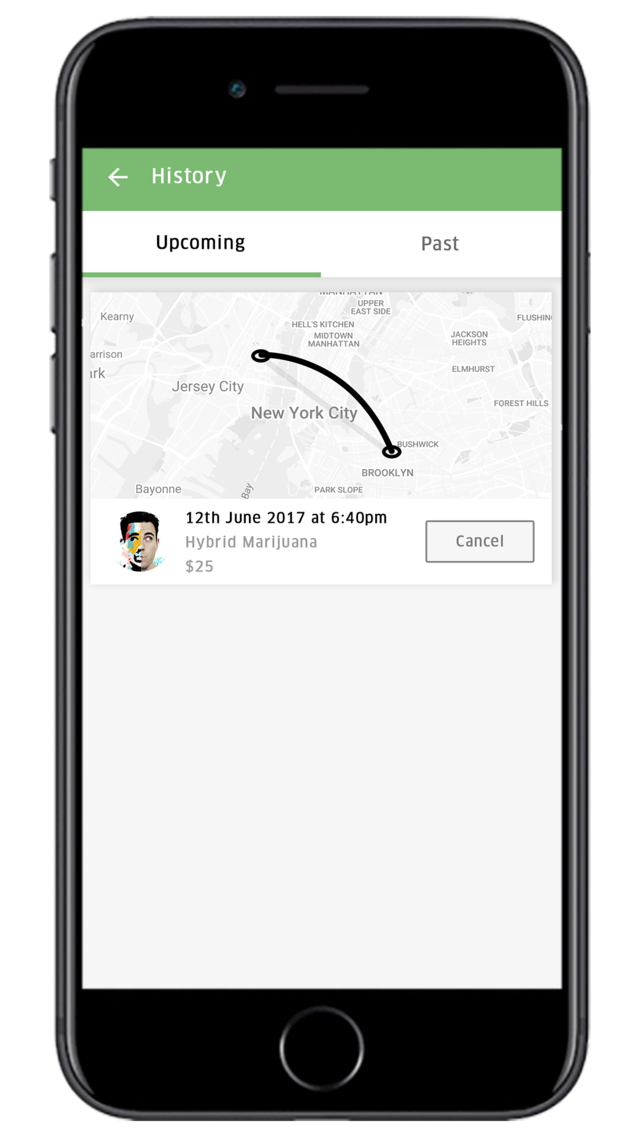 History
Upcoming
Past
MANHATTAN
UPPER
EAST SIDE
Kearny
HELL'S KITCHEN
FLUSHIN
MIDTOWN
MANHATTAN
JACKSON
HEIGHTS
arrison
rk
ELMHURST
Jersey City
New York City
FOREST HILLS
BUSHWICK
BROOKLYN
Bayonne
Bay
PARK SLOPE
12th June 2017 at 6:40pm
Hybrid Marijuana
$25
Cancel